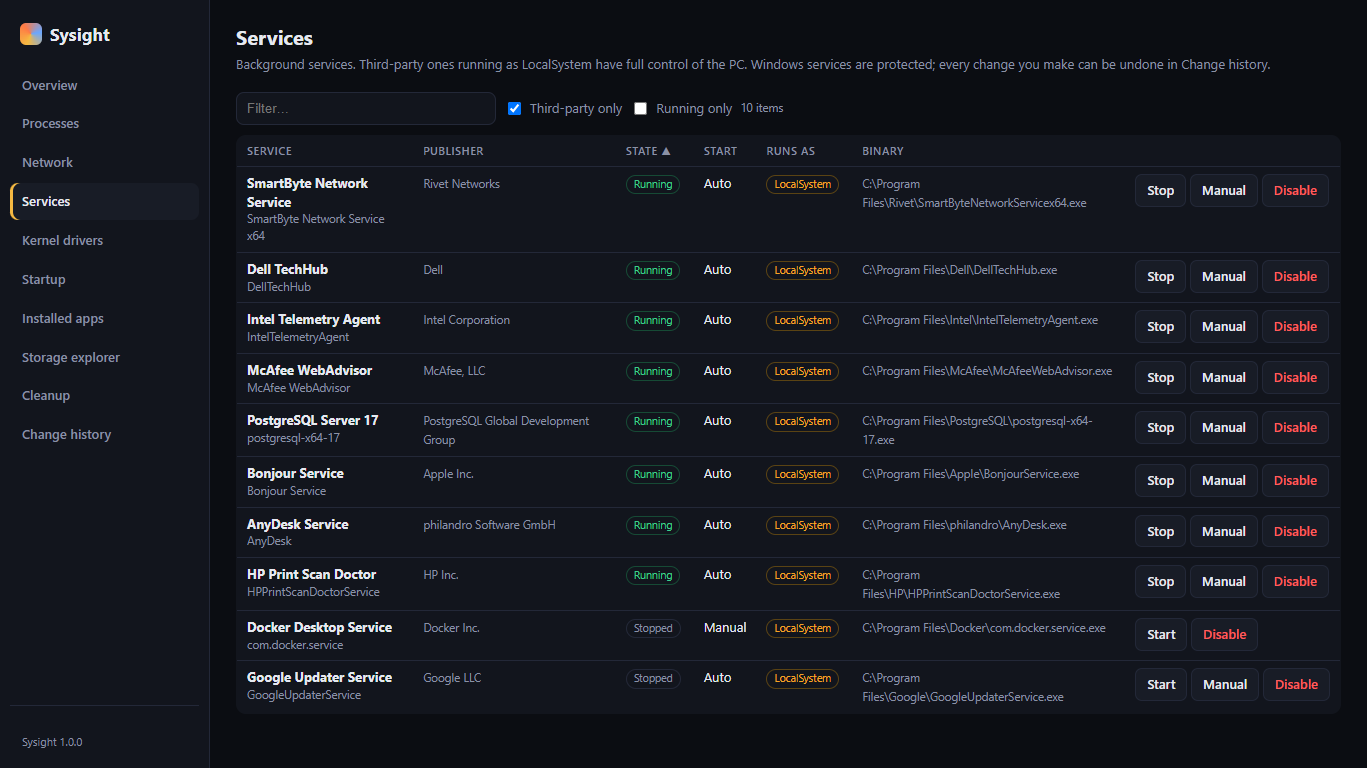 Sysight
Overview
Processes
Network
Services
Kernel drivers
Startup
Installed apps
Storage explorer
Cleanup
Change history
Sysight 1.0.0
Services
Background services. Third-party ones running as LocalSystem have full control of the PC. Windows services are protected; every change you make can be undone in Change history.
Filter... Third-party only Running only 10 items
SERVICE PUBLISHER STATE ▲ START RUNS AS BINARY
SmartByte Network Rivet Networks Running Auto LocalSystem C:\Program Stop Manual Disable
Service Files\Rivet\SmartByteNetworkServicex64.exe
SmartByte Network Service
x64
Dell TechHub Dell Running Auto LocalSystem C:\Program Files\Dell\DellTechHub.exe Stop Manual Disable
DellTechHub
Intel Telemetry Agent Intel Corporation Running Auto LocalSystem C:\Program Files\Intel\IntelTelemetryAgent.exe Stop Manual Disable
IntelTelemetryAgent
McAfee WebAdvisor McAfee, LLC Running Auto LocalSystem C:\Program Files\McAfee\McAfeeWebAdvisor.exe Stop Manual Disable
McAfee WebAdvisor
PostgreSQL Server 17 PostgreSQL Global Development Running Auto LocalSystem C:\Program Files\PostgreSQL\postgresql-x64- Stop Manual Disable
postgresql-x64-17 Group 17.exe
Bonjour Service Apple Inc. Running Auto LocalSystem C:\Program Files\Apple\BonjourService.exe Stop Manual Disable
Bonjour Service
AnyDesk Service philandro Software GmbH Running Auto LocalSystem C:\Program Files\philandro\AnyDesk.exe Stop Manual Disable
AnyDesk
HP Print Scan Doctor HP Inc. Running Auto LocalSystem C:\Program Stop Manual Disable
HPPrintScanDoctorService Files\HP\HPPrintScanDoctorService.exe
Docker Desktop Service Docker Inc. Stopped Manual LocalSystem C:\Program Files\Docker\com.docker.service.exe Start Disable
com.docker.service
Google Updater Service Google LLC Stopped Auto LocalSystem C:\Program Start Manual Disable
GoogleUpdaterService Files\Google\GoogleUpdaterService.exe